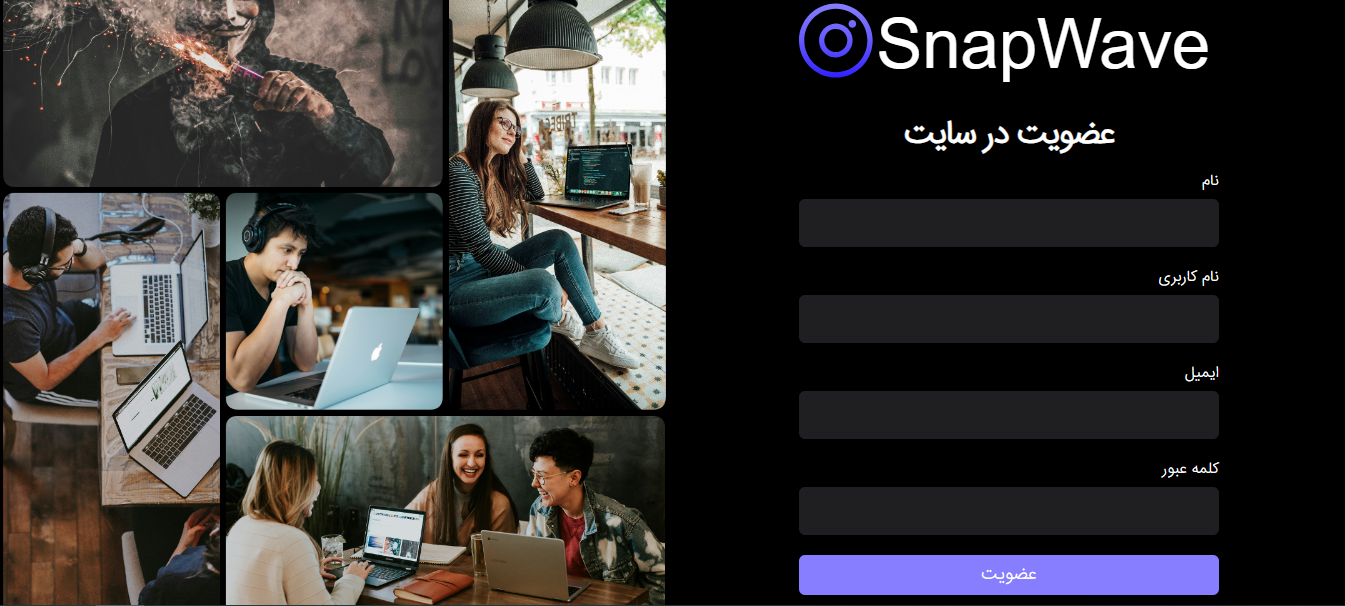 SnapWave
عضویت در سایت
نام
نام کاربری
ایمیل
کلمه عبور
عضویت